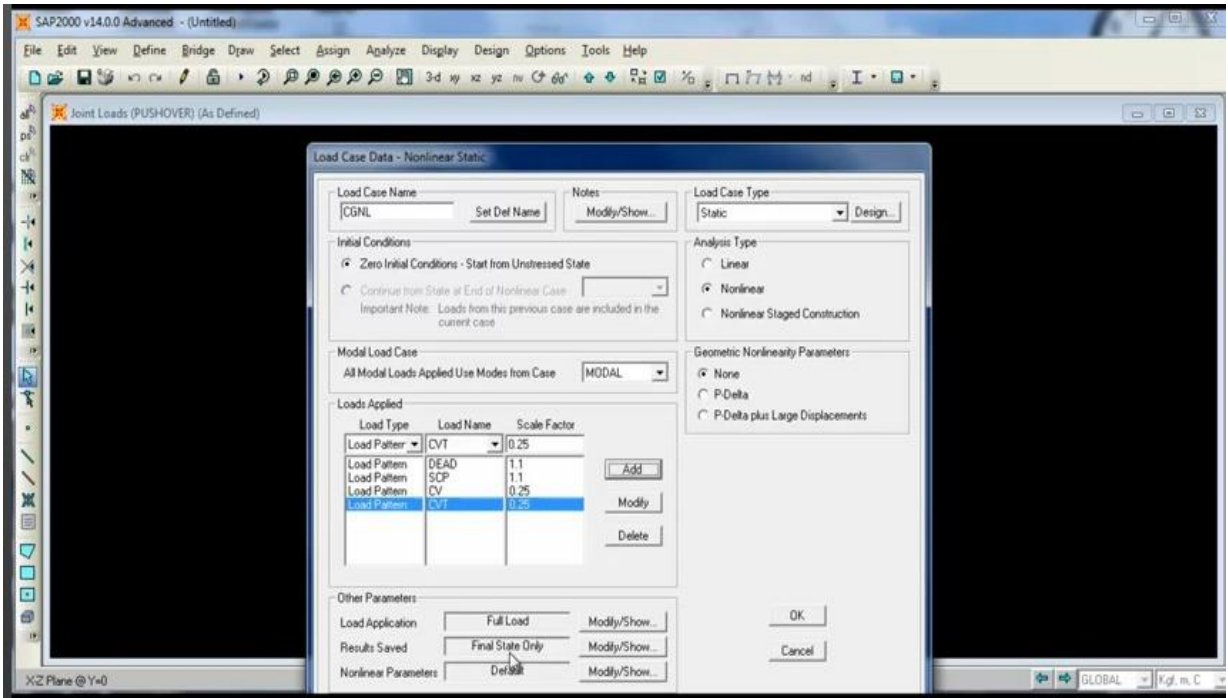 SAP2000 v14.0.0 Advanced - (Untitled)
File Edit View Define Bridge Draw Select Assign Analyze Display Design Options Tools Help
3-d xy xz yz nv
nd
Joint Loads (PUSHOVER) (As Defined)
Load Case Data - Nonlinear Static
Load Case Name
CGNL
Set Def Name
Notes
Modify/Show...
Load Case Type
Static
Design...
Initial Conditions
Zero Initial Conditions - Start from Unstressed State
Continue from State at End of Nonlinear Case
Important Note: Loads from this previous case are included in the
current case
Analysis Type
Linear
Nonlinear
Nonlinear Staged Construction
Modal Load Case
All Modal Loads Applied Use Modes from Case
MODAL
Geometric Nonlinearity Parameters
None
P-Delta
P-Delta plus Large Displacements
Loads Applied
Load Type Load Name Scale Factor
Load Patterr CVT 0.25
Load Pattern DEAD 1.1
Load Pattern SCP 1.1
Load Pattern CV 0.25
Load Pattern CVT 0.25
Add
Modify
Delete
Other Parameters
Load Application Full Load Modify/Show...
Results Saved Final State Only Modify/Show...
Nonlinear Parameters Default Modify/Show...
OK
Cancel
X-Z Plane @ Y=0
GLOBAL
Kgf, m, C